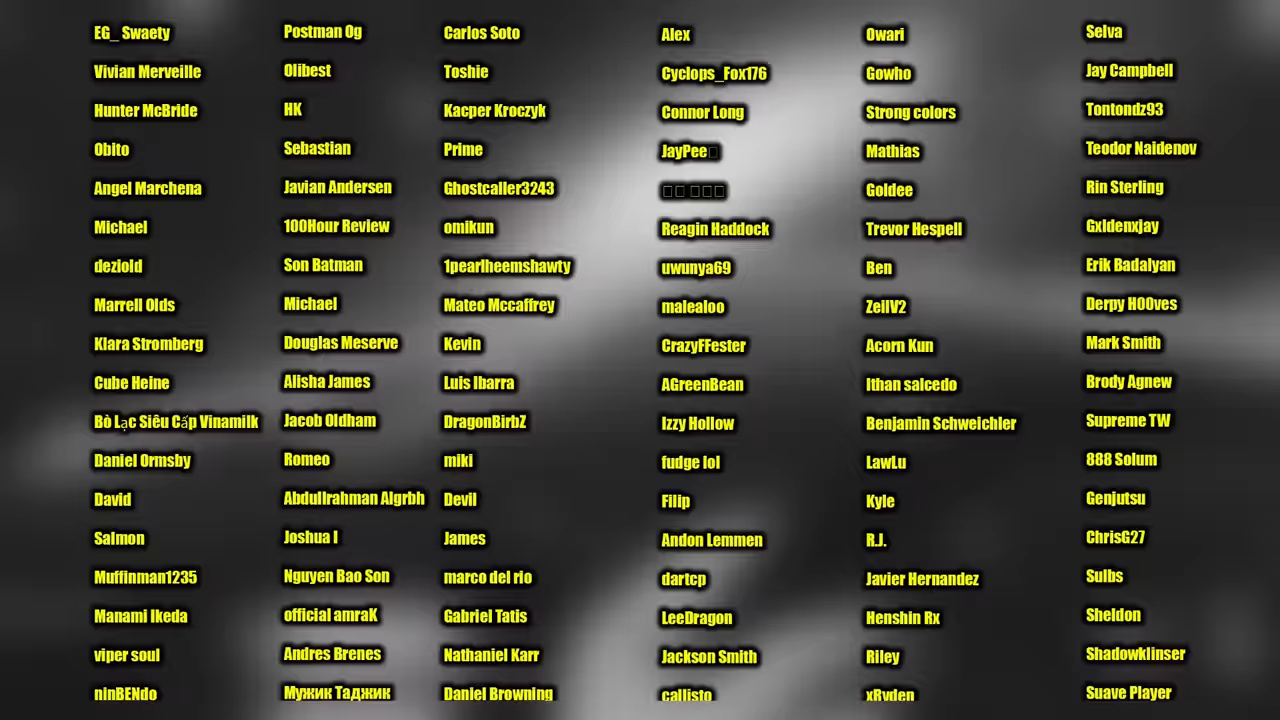 EG_ Swaety
Vivian Merveille
Hunter McBride
Obito
Angel Marchena
Michael
deziold
Marrell Olds
Klara Stromberg
Cube Heine
Bò Lạc Siêu Cấp Vinamilk
Daniel Ormsby
David
Salmon
Muffinman1235
Manami Ikeda
viper soul
ninBENdo
Postman Og
Olibest
HK
Sebastian
Javian Andersen
100Hour Review
Son Batman
Michael
Douglas Meserve
Alisha James
Jacob Oldham
Romeo
Abdullrahman Algrbh
Joshua I
Nguyen Bao Son
official amraK
Andres Brenes
Мужик Таджик
Carlos Soto
Toshie
Kacper Kroczyk
Prime
Ghostcaller3243
omikun
1pearlheemshawty
Mateo Mccaffrey
Kevin
Luis Ibarra
DragonBirbZ
miki
Devil
James
marco del rio
Gabriel Tatis
Nathaniel Karr
Daniel Browning
Alex
Cyclops_Fox176
Connor Long
JayPee
Reagin Haddock
uwunya69
malealoo
CrazyFFester
AGreenBean
Izzy Hollow
fudge lol
Filip
Andon Lemmen
dartcp
LeeDragon
Jackson Smith
callisto
Owari
Gowho
Strong colors
Mathias
Goldee
Trevor Hespell
Ben
ZellV2
Acorn Kun
Ithan salcedo
Benjamin Schweichler
LawLu
Kyle
R.J.
Javier Hernandez
Henshin Rx
Riley
xRyden
Selva
Jay Campbell
Tontondz93
Teodor Naidenov
Rin Sterling
Gxldenxjay
Erik Badalyan
Derpy H00ves
Mark Smith
Brody Agnew
Supreme TW
888 Solum
Genjutsu
ChrisG27
Sulbs
Sheldon
Shadowklinser
Suave Player